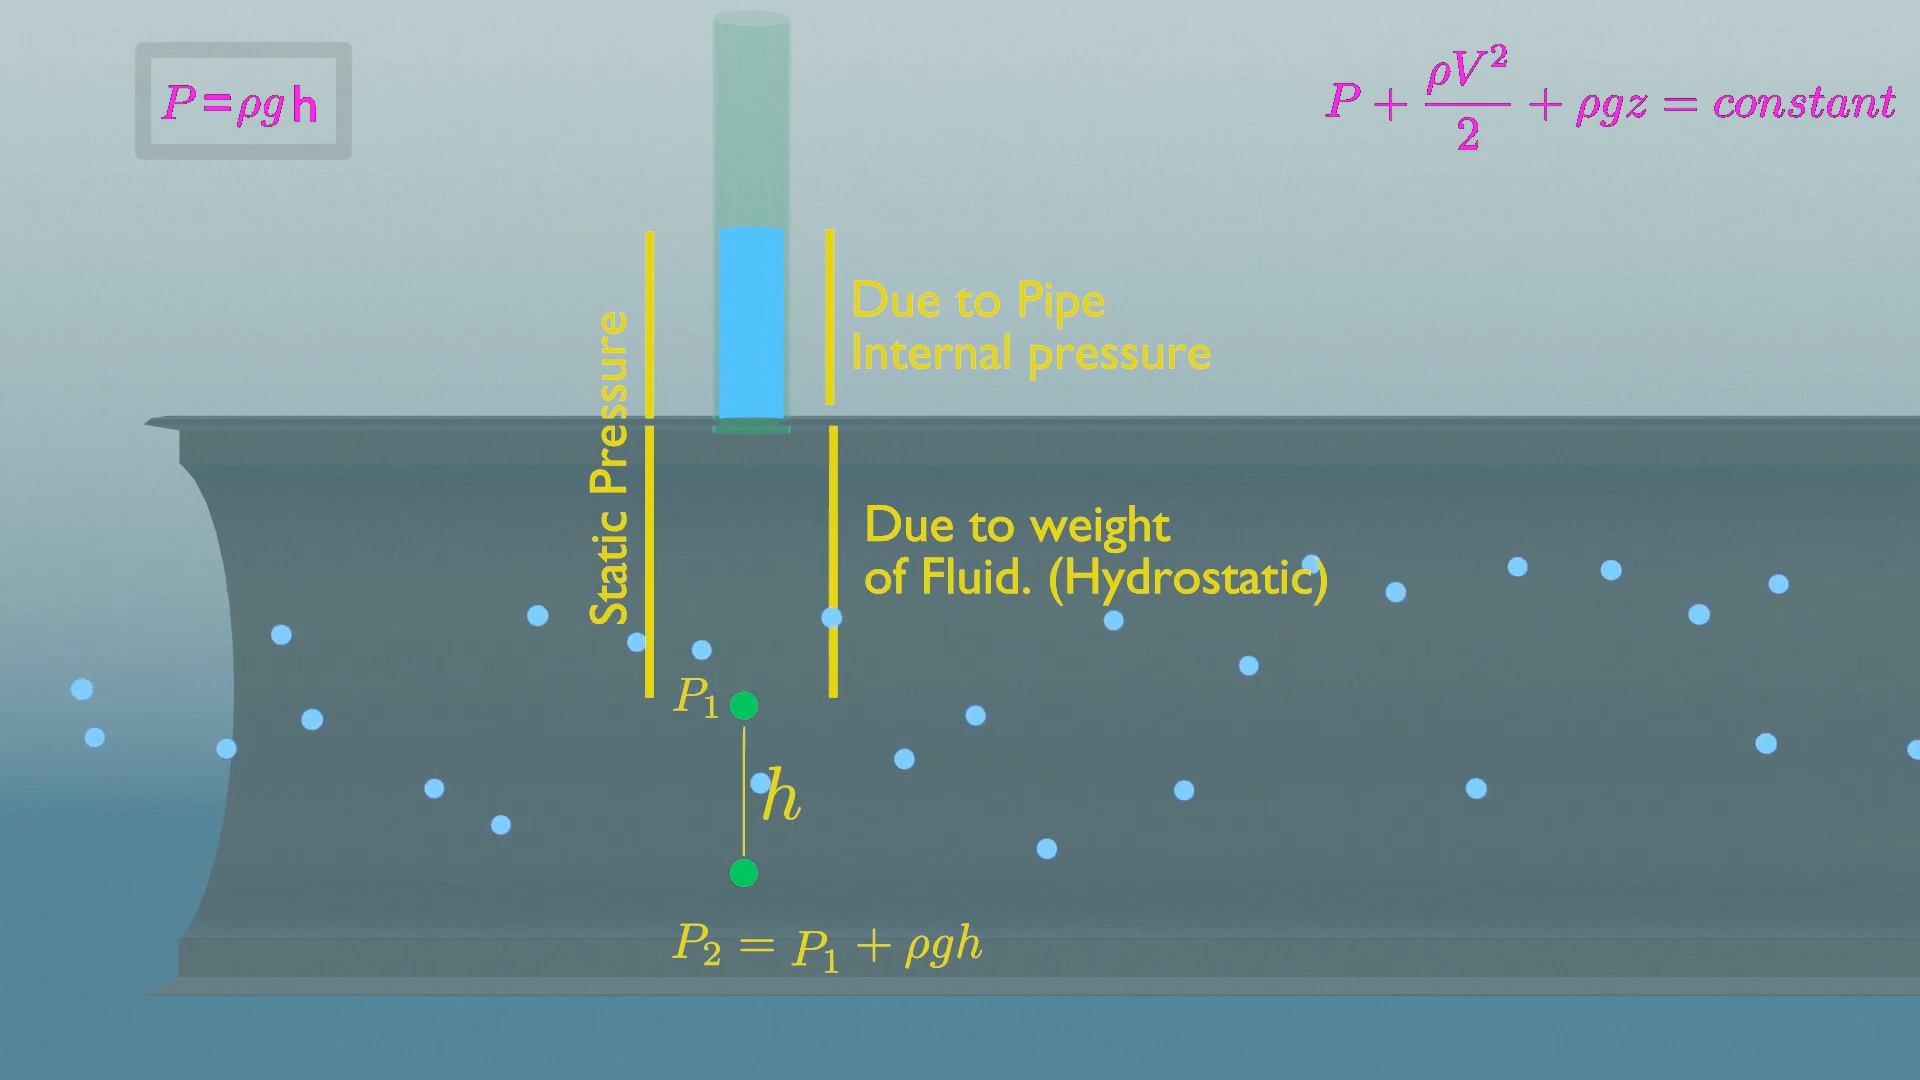 P=ρgh
P + ρV²/2 + ρgz = constant
Due to Pipe
Internal pressure
Static Pressure
Due to weight
of Fluid. (Hydrostatic)
P₁
h
P₂ = P₁ + ρgh